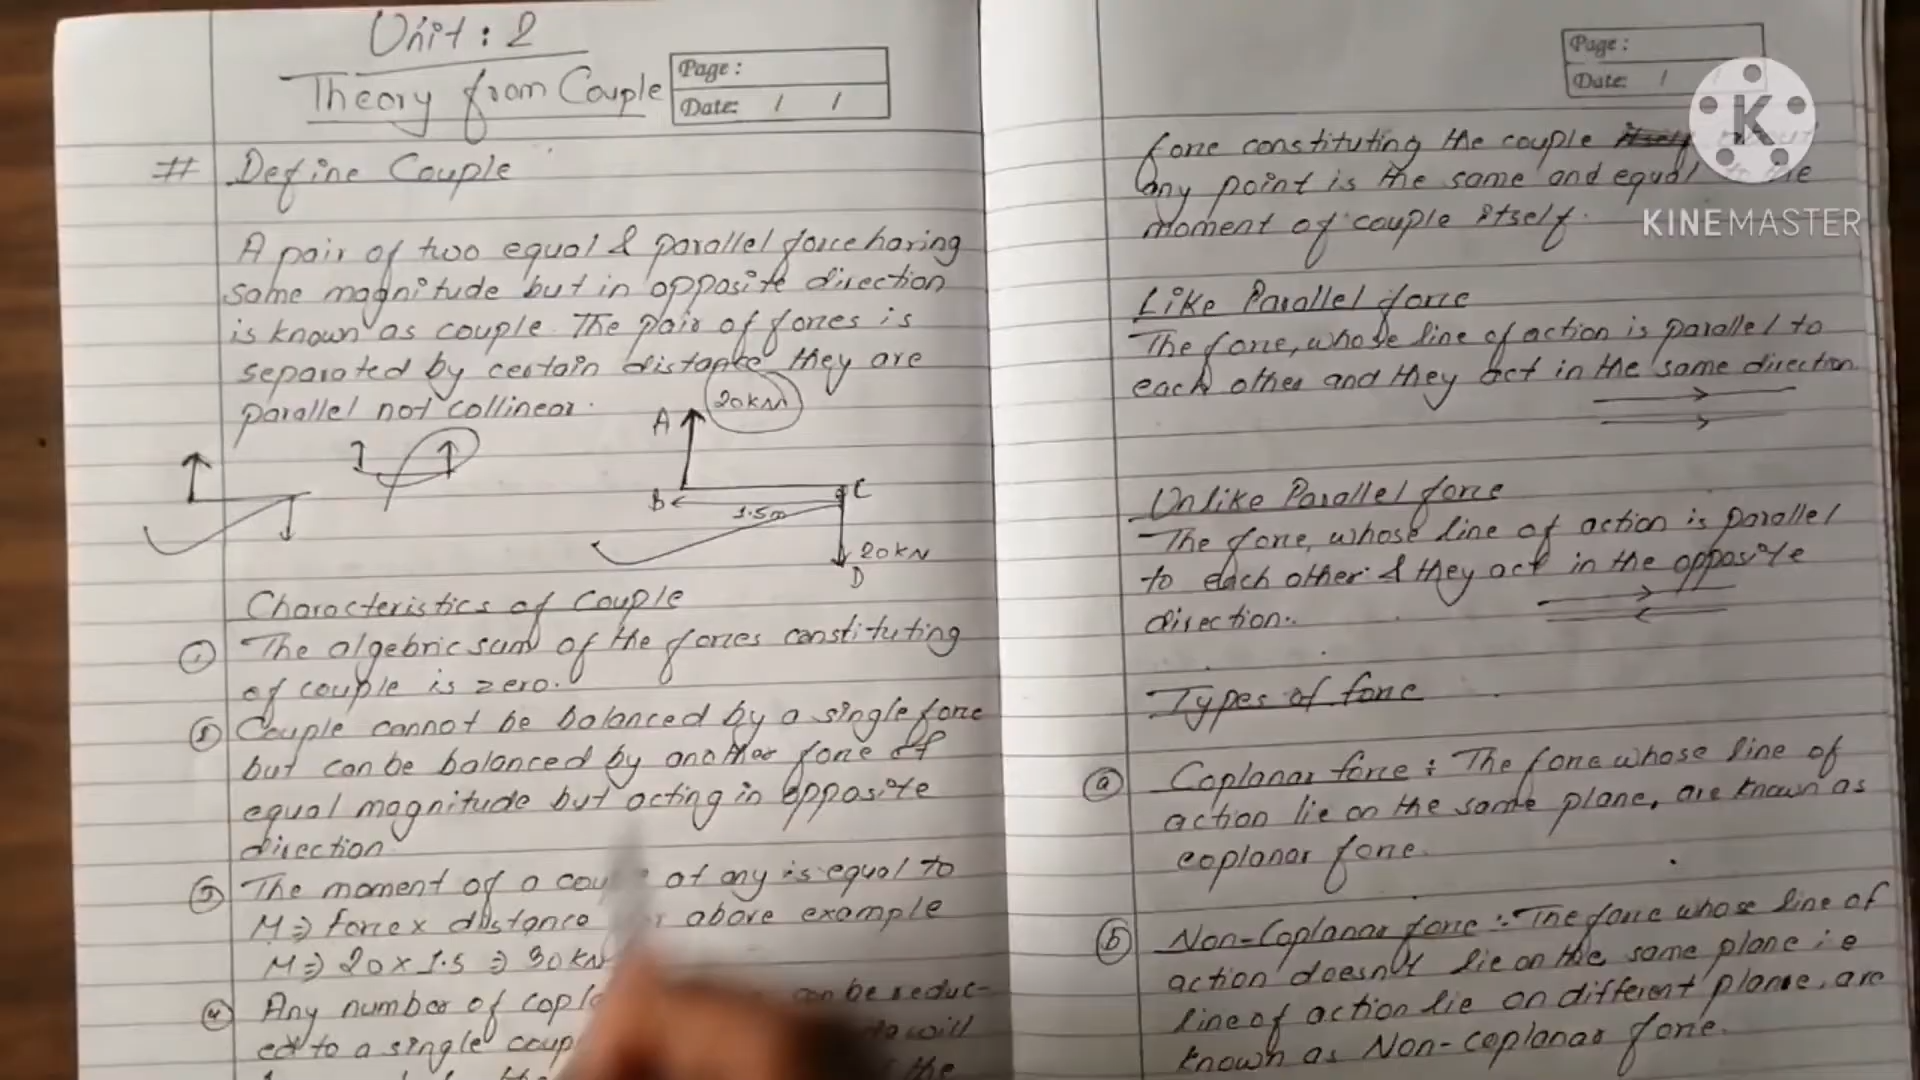 Unit: 2
Theory from Couple
Page:
Date: / /
# Define Couple
A pair of two equal & parallel force having
same magnitude but in opposite direction
is known as couple. The pair of forces is
separated by certain distance they are
parallel not collinear.
A 20kN
B C
1.5m
20kN
D
Characteristics of Couple
① The algebric sum of the forces constituting
of couple is zero.
Couple cannot be balanced by a single force
but can be balanced by another force of
equal magnitude but acting in opposite
direction
③ The moment of a at any is equal to
M ⇒ force x distance above example
M ⇒ 20 x 1.5 ⇒ 30 kN
④ Any number of can be reduc-
ed to a single will
the
Page:
Date: /
force constituting the couple
any point is the same and equal
moment of couple itself.
Like Parallel force
The force, whose line of action is parallel to
each other and they act in the same direction.
Unlike Parallel force
The force, whose line of action is parallel
to each other & they act in the opposite
direction.
Types of force
ⓐ Coplanar force : The force whose line of
action lie on the same plane, are known as
coplanar force.
ⓑ Non-Coplanar force :- The force whose line of
action doesn't lie on the same plane i.e
line of action lie on different plane, are
known as Non-coplanar force.
K
KINEMASTER